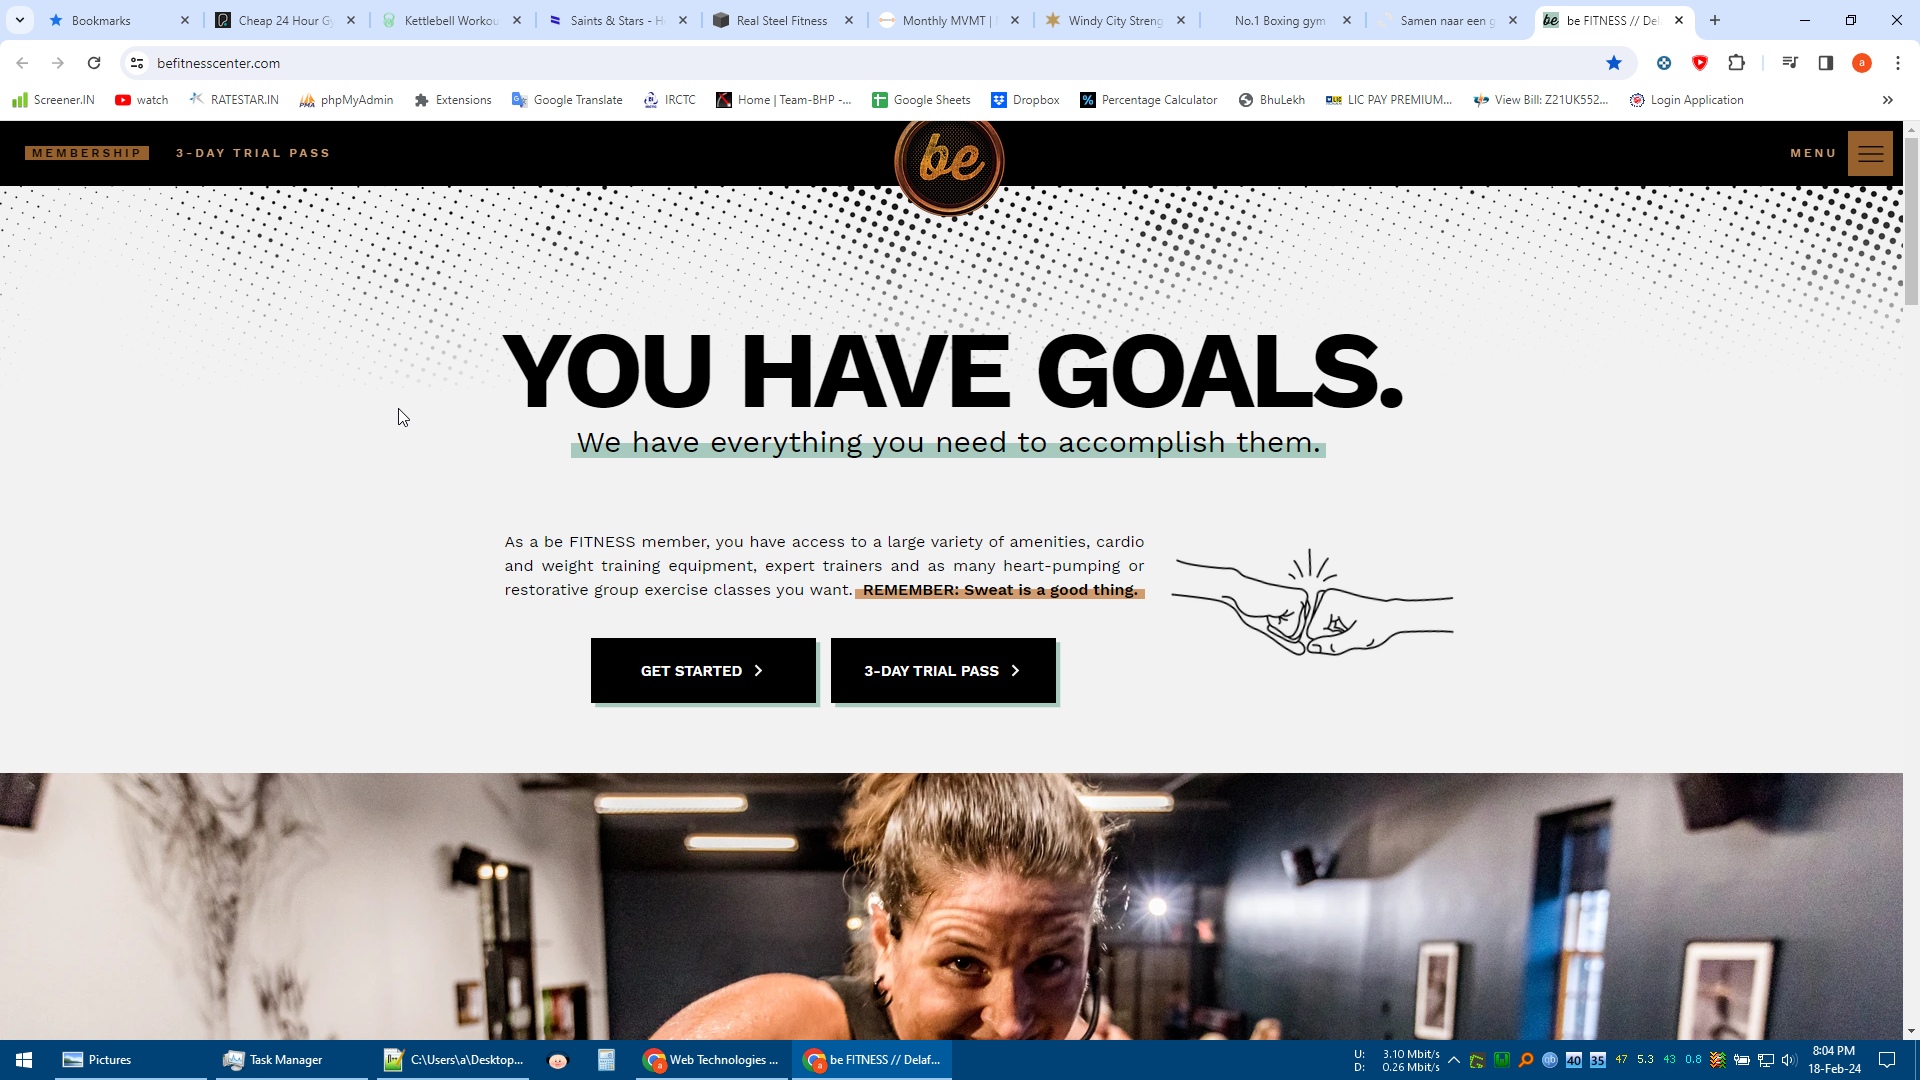 Bookmarks
Cheap 24 Hour Gy
Kettlebell Workou
Saints & Stars - H
Real Steel Fitness
Monthly MVMT |
Windy City Streng
No.1 Boxing gym
Samen naar een g
be FITNESS // Del
befitnesscenter.com
a
Screener.IN
watch
RATESTAR.IN
phpMyAdmin
Extensions
Google Translate
IRCTC
Home | Team-BHP -...
Google Sheets
Dropbox
Percentage Calculator
BhuLekh
LIC PAY PREMIUM...
View Bill: Z21UK552...
Login Application
MEMBERSHIP
3-DAY TRIAL PASS
be
MENU
YOU HAVE GOALS.
We have everything you need to accomplish them.
As a be FITNESS member, you have access to a large variety of amenities, cardio
and weight training equipment, expert trainers and as many heart-pumping or
restorative group exercise classes you want. REMEMBER: Sweat is a good thing.
GET STARTED
3-DAY TRIAL PASS
Pictures
Task Manager
C:\Users\a\Desktop...
Web Technologies ...
be FITNESS // Delaf...
U: 3.10 Mbit/s
D: 0.26 Mbit/s
40
35
47
5.3
43
0.8
8:04 PM
18-Feb-24